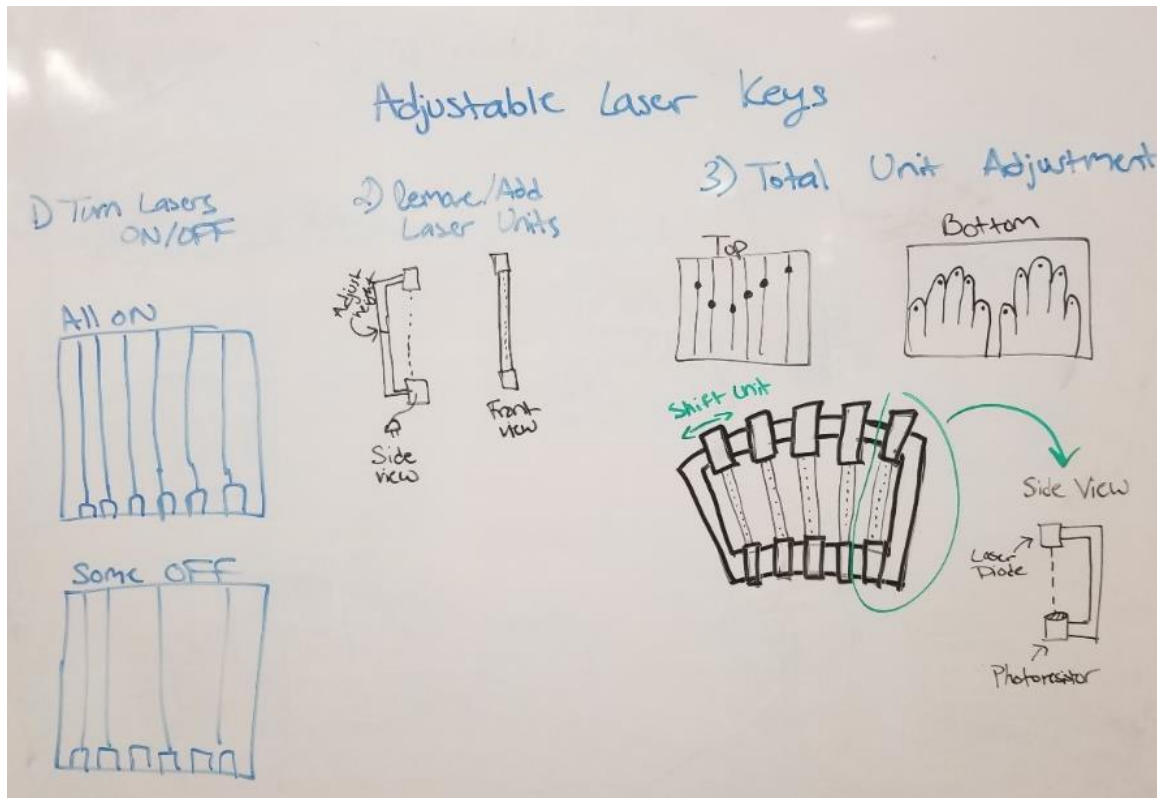 Adjustable Laser Keys
1) Turn Lasers
ON/OFF
All ON
Some OFF
2) Remove/Add
Laser Units
Adjust
Side
view
Front
view
3) Total Unit Adjustment
Top
Bottom
Shift Unit
Side View
Laser
Diode
Photoresistor